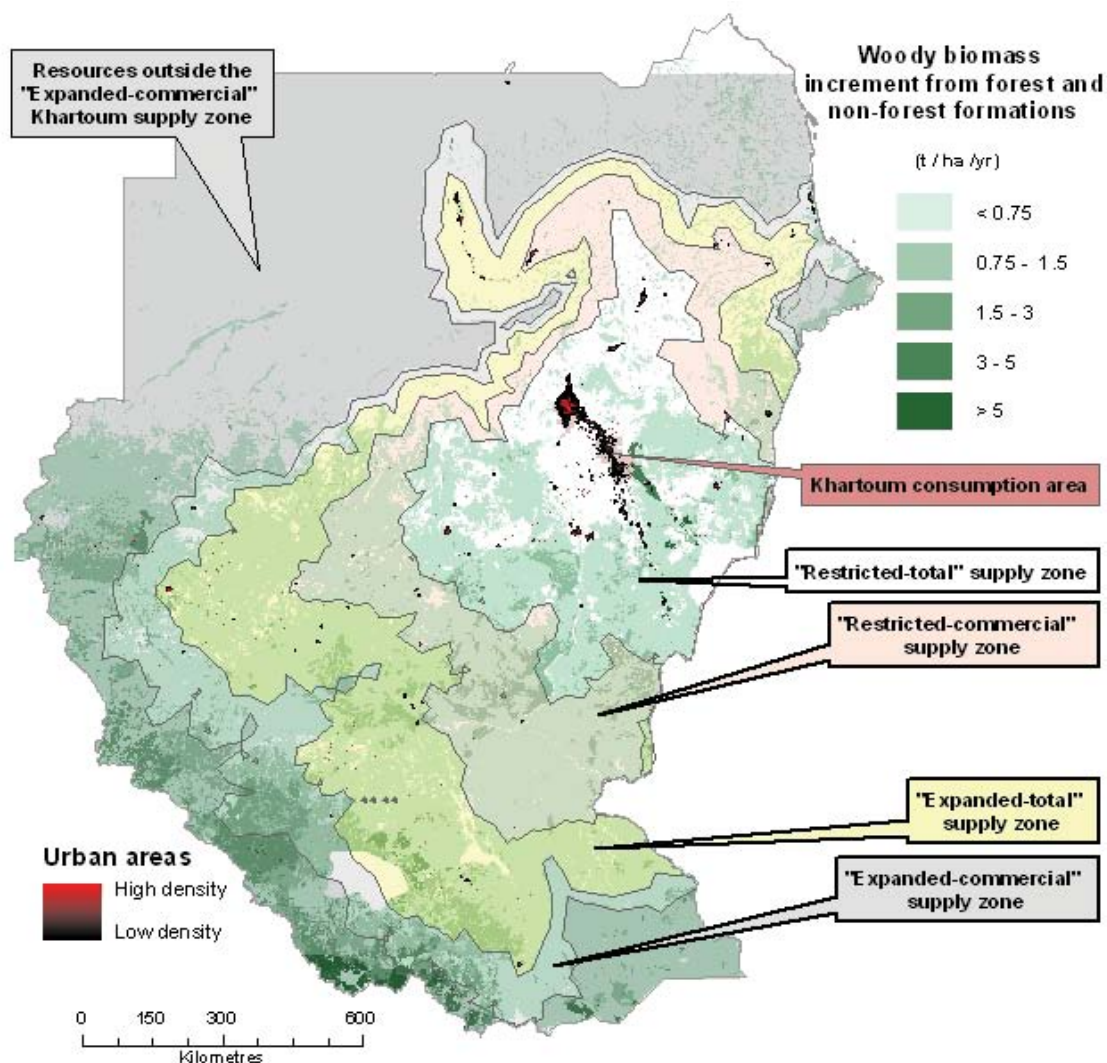 Resources outside the
"Expanded-commercial"
Khartoum supply zone
Woody biomass
increment from forest and
non-forest formations
(t / ha /yr)
< 0.75
0.75 - 1.5
1.5 - 3
3 - 5
> 5
Khartoum consumption area
"Restricted-total" supply zone
"Restricted-commercial"
supply zone
"Expanded-total"
supply zone
"Expanded-commercial"
supply zone
Urban areas
High density
Low density
0 150 300 600
Kilometres